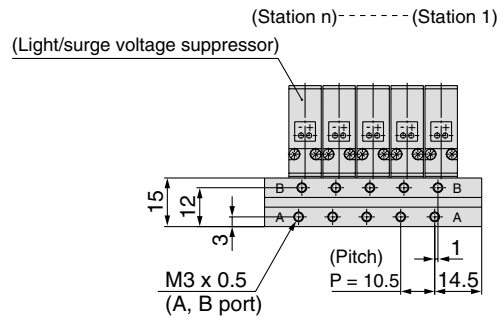 (Station n)------(Station 1)
(Light/surge voltage suppressor)
- + - + - + - + - +
B B
A A
15
12
3
M3 x 0.5
(A, B port)
(Pitch)
P = 10.5
1
14.5